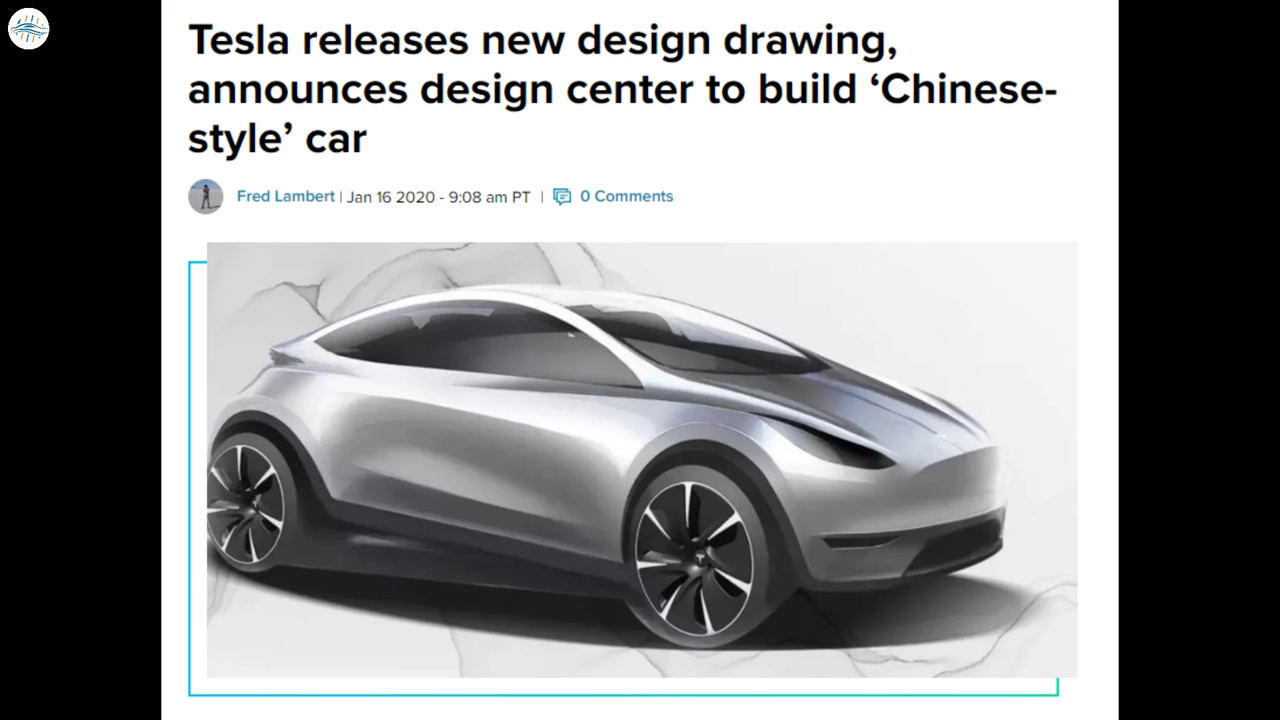 Tesla releases new design drawing,
announces design center to build ‘Chinese-
style’ car
Fred Lambert | Jan 16 2020 - 9:08 am PT | 0 Comments